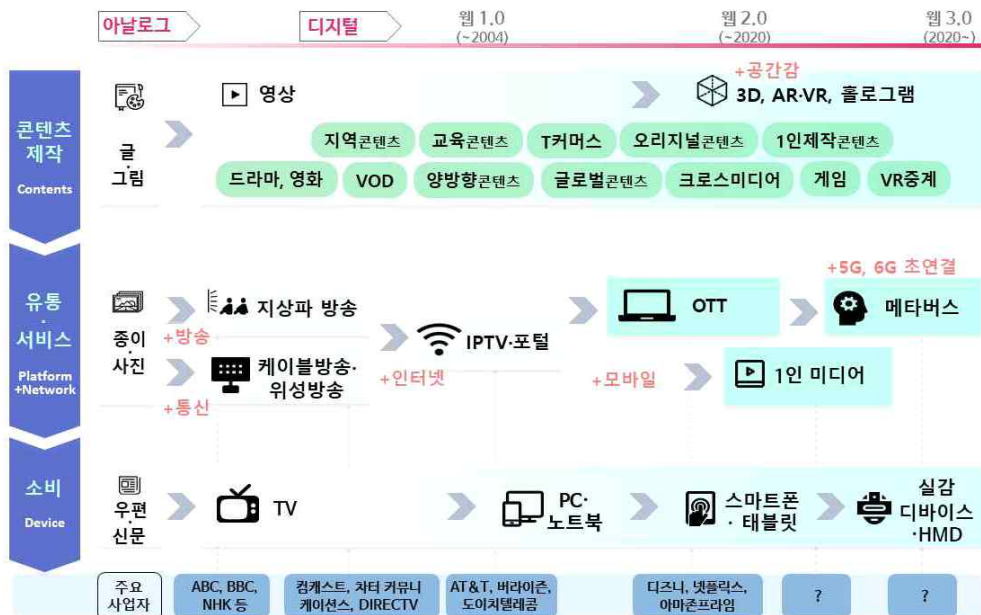 아날로그
디지털
웹 1.0
(~2004)
웹 2.0
(~2020)
웹 3.0
(2020~)
콘텐츠
제작
Contents
글
·
그림
영상
+공간감
3D, AR·VR, 홀로그램
지역콘텐츠
교육콘텐츠
T커머스
오리지널콘텐츠
1인제작콘텐츠
드라마, 영화
VOD
양방향콘텐츠
글로벌콘텐츠
크로스미디어
게임
VR중계
유통
·
서비스
Platform
+Network
종이
·
사진
+방송
+통신
지상파 방송
케이블방송·
위성방송
+인터넷
IPTV·포털
+모바일
OTT
1인 미디어
+5G, 6G 초연결
메타버스
소비
Device
우편
·
신문
TV
PC·
노트북
스마트폰
·태블릿
실감
디바이스
·HMD
주요
사업자
ABC, BBC,
NHK 등
컴캐스트, 차터 커뮤니
케이션스, DIRECTV
AT&T, 버라이즌,
도이치텔레콤
디즈니, 넷플릭스,
아마존프라임
?
?